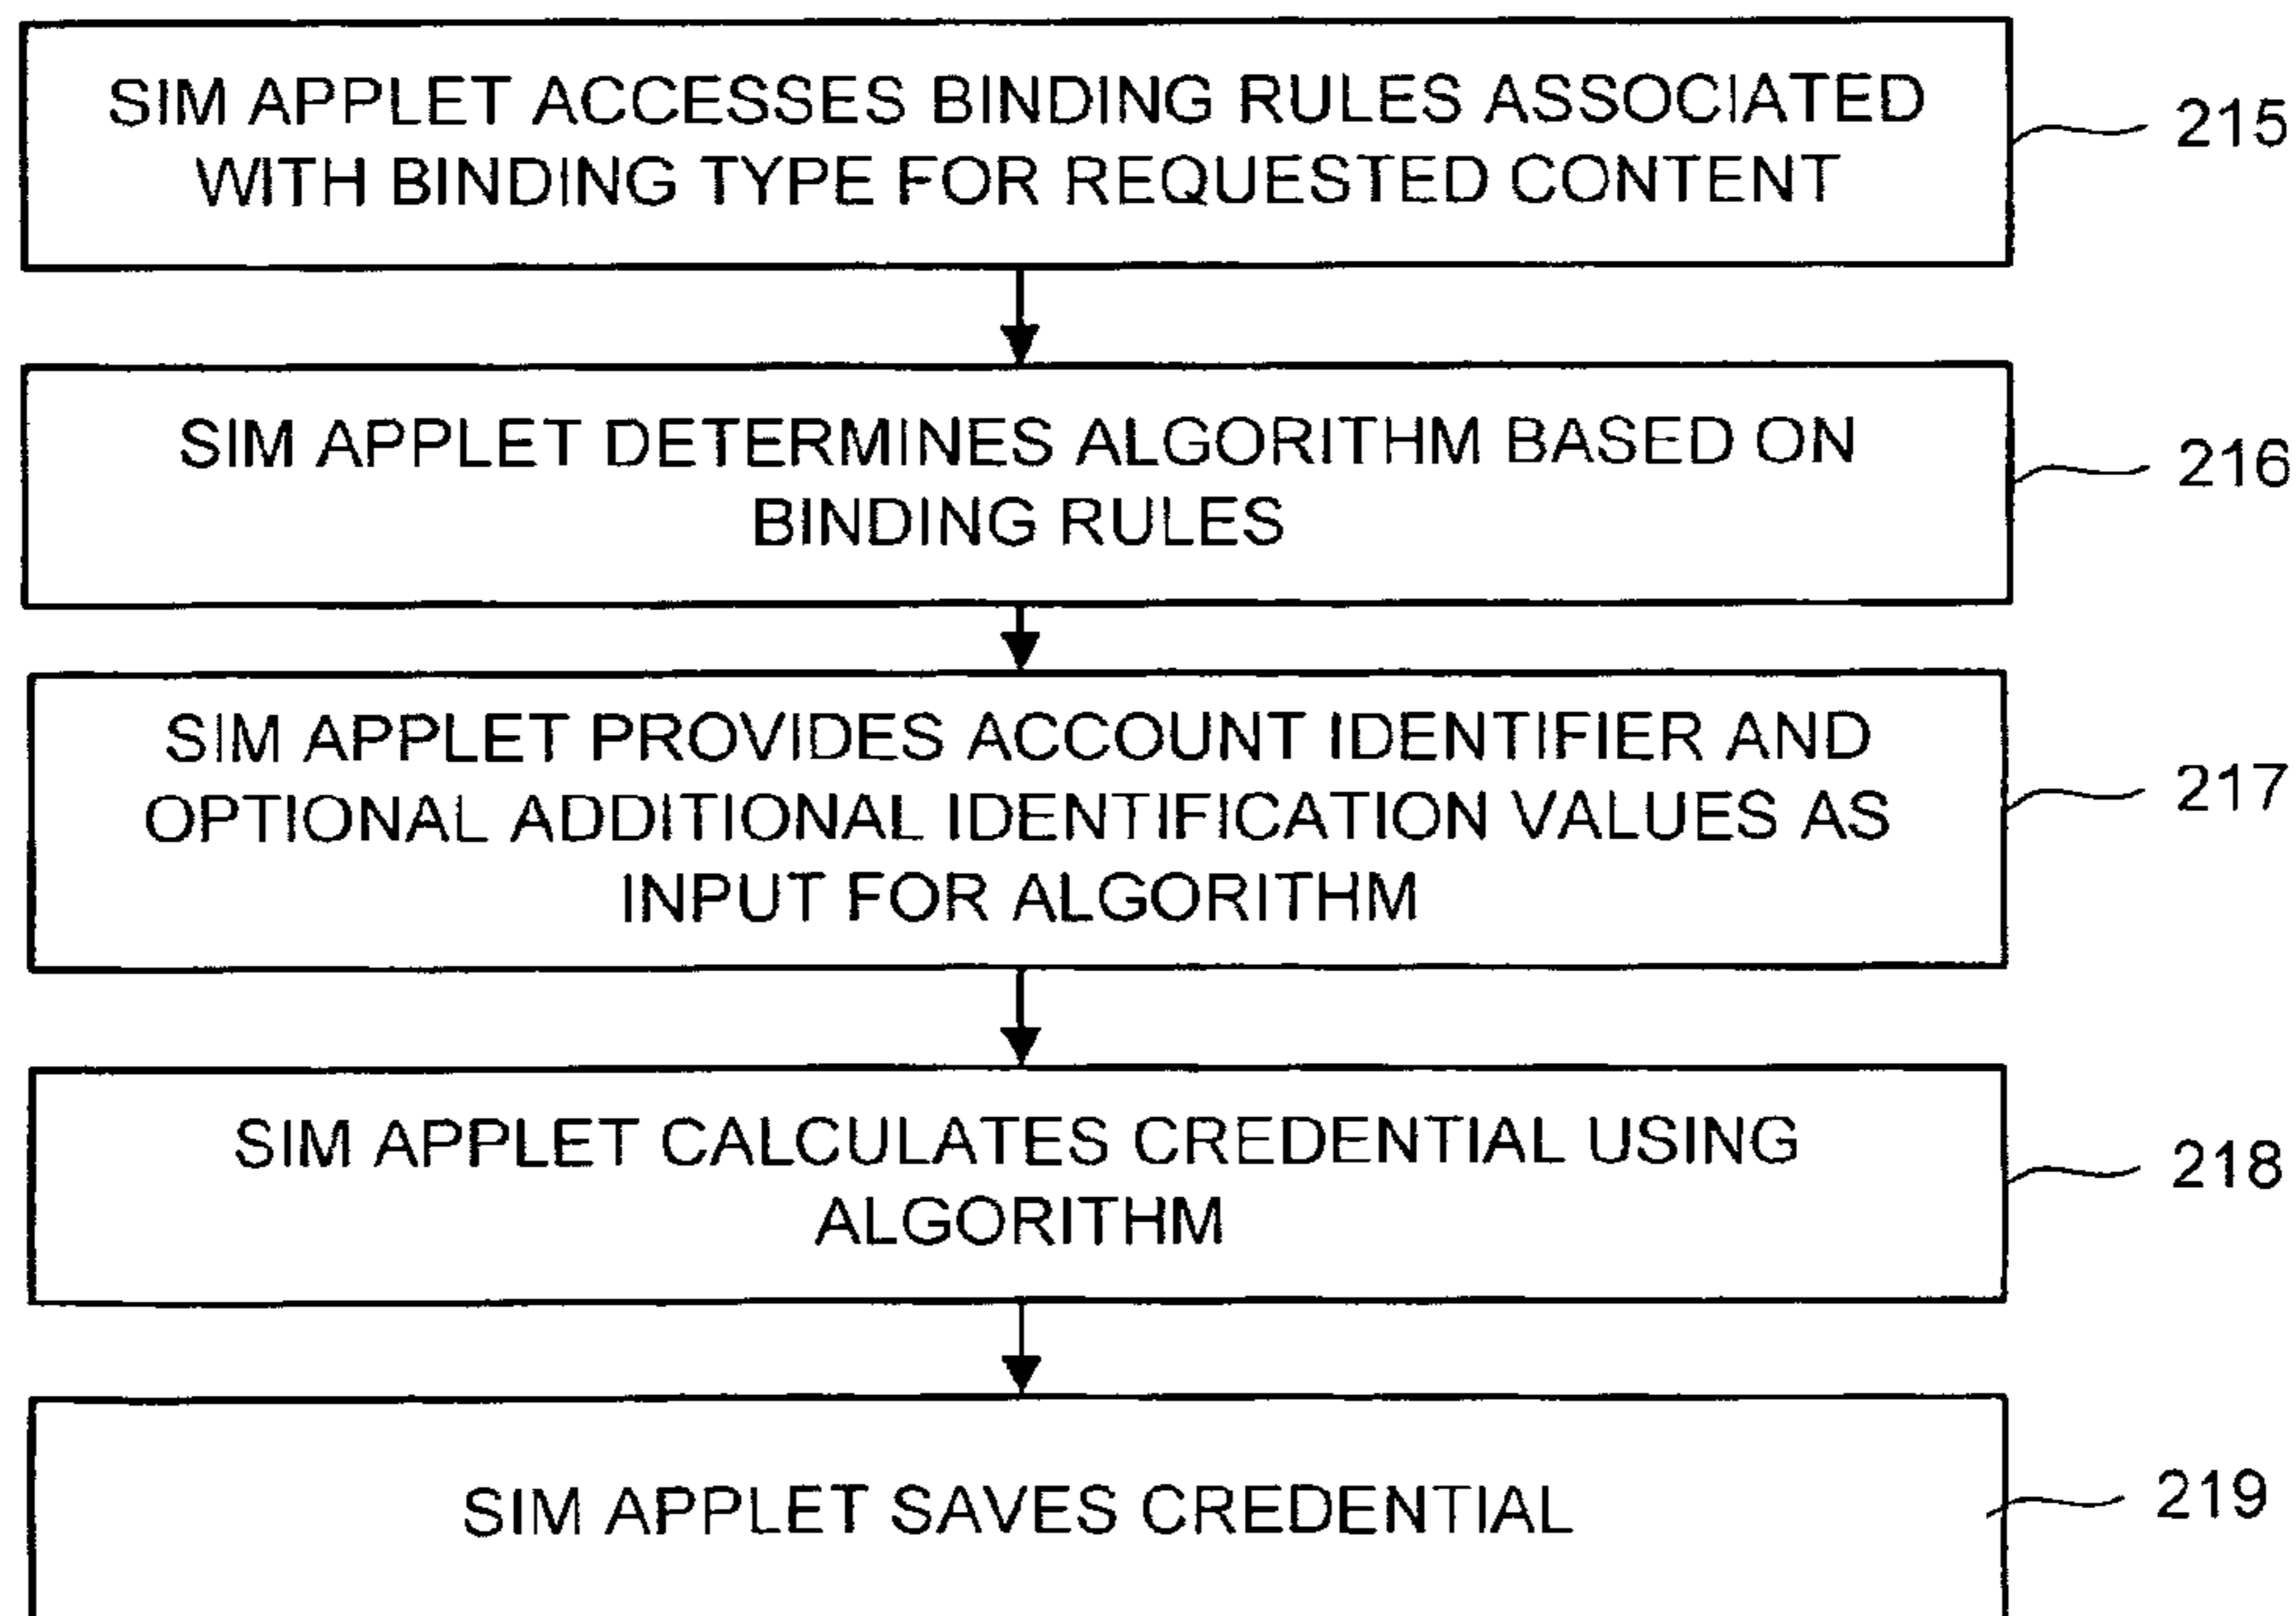 SIM APPLET ACCESSES BINDING RULES ASSOCIATED
WITH BINDING TYPE FOR REQUESTED CONTENT
215
SIM APPLET DETERMINES ALGORITHM BASED ON
BINDING RULES
216
SIM APPLET PROVIDES ACCOUNT IDENTIFIER AND
OPTIONAL ADDITIONAL IDENTIFICATION VALUES AS
INPUT FOR ALGORITHM
217
SIM APPLET CALCULATES CREDENTIAL USING
ALGORITHM
218
SIM APPLET SAVES CREDENTIAL
219